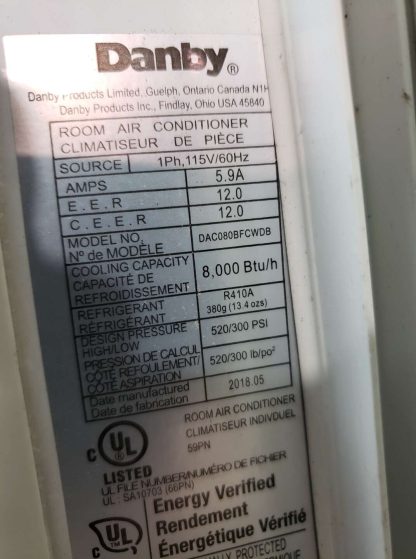 Danby®
Danby Products Limited, Guelph, Ontario Canada N1H
Danby Products Inc., Findlay, Ohio USA 45840
ROOM AIR CONDITIONER
CLIMATISEUR DE PIÈCE
SOURCE 1Ph,115V/60Hz
AMPS 5.9A
E.E.R 12.0
C.E.E.R 12.0
MODEL NO.
Nº de MODÈLE DAC080BFCWDB
COOLING CAPACITY
CAPACITÉ DE
REFROIDISSEMENT 8,000 Btu/h
REFRIGERANT R410A
RÉFRIGÉRANT 380g (13.4 ozs)
DESIGN PRESSURE
HIGH/LOW 520/300 PSI
PRESSION DE CALCUL
CÔTÉ REFOULEMENT/
CÔTÉ ASPIRATION 520/300 lb/po²
Date manufactured
Date de fabrication 2018.05
C UL ®
LISTED
ROOM AIR CONDITIONER
CLIMATISEUR INDIVDUEL
59PN
UL FILE NUMBER/NUMÉRO DE FICHIER
UL : SA10703 (66PN)
C UL
Energy Verified
Rendement
Énergétique Vérifié
PROTECTED